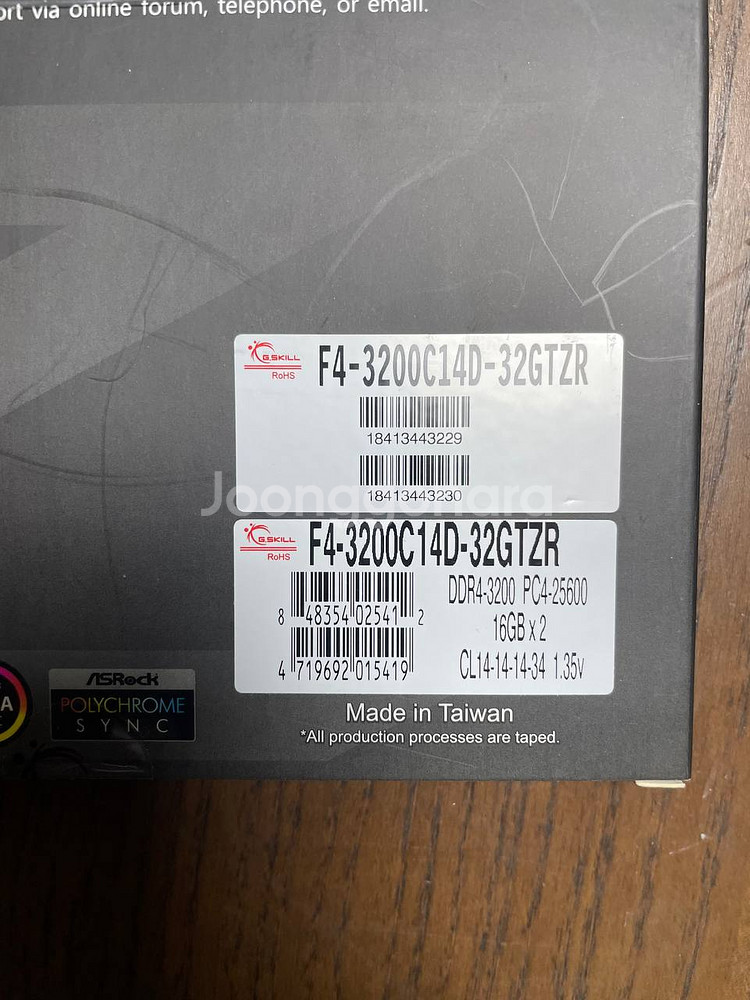 ort via online forum, telephone, or email.
G.SKILL
RoHS
F4-3200C14D-32GTZR
18413443229
18413443230
Joonggonara
G.SKILL
RoHS
F4-3200C14D-32GTZR
8 48354 02541 2
4 719692 015419
DDR4-3200 PC4-25600
16GB x 2
CL14-14-14-34 1.35v
A
ASRock
POLYCHROME
SYNC
Made in Taiwan
*All production processes are taped.